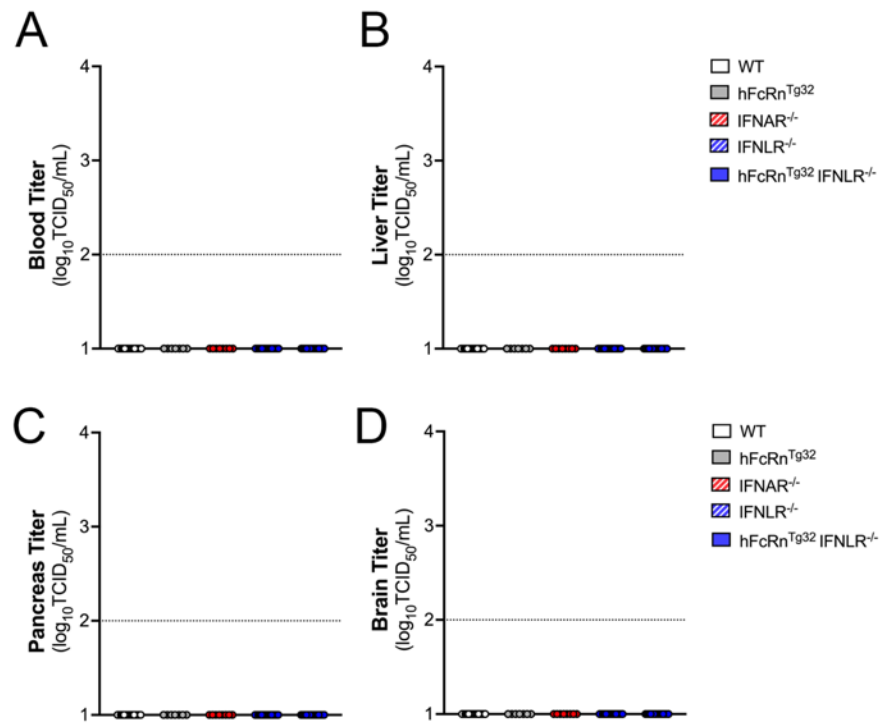 A
Blood Titer
(log₁₀TCID₅₀/mL)
4
3
2
1
B
Liver Titer
(log₁₀TCID₅₀/mL)
4
3
2
1
WT
hFcRnᵀᵍ³²
IFNAR⁻/⁻
IFNLR⁻/⁻
hFcRnᵀᵍ³² IFNLR⁻/⁻
C
Pancreas Titer
(log₁₀TCID₅₀/mL)
4
3
2
1
D
Brain Titer
(log₁₀TCID₅₀/mL)
4
3
2
1
WT
hFcRnᵀᵍ³²
IFNAR⁻/⁻
IFNLR⁻/⁻
hFcRnᵀᵍ³² IFNLR⁻/⁻